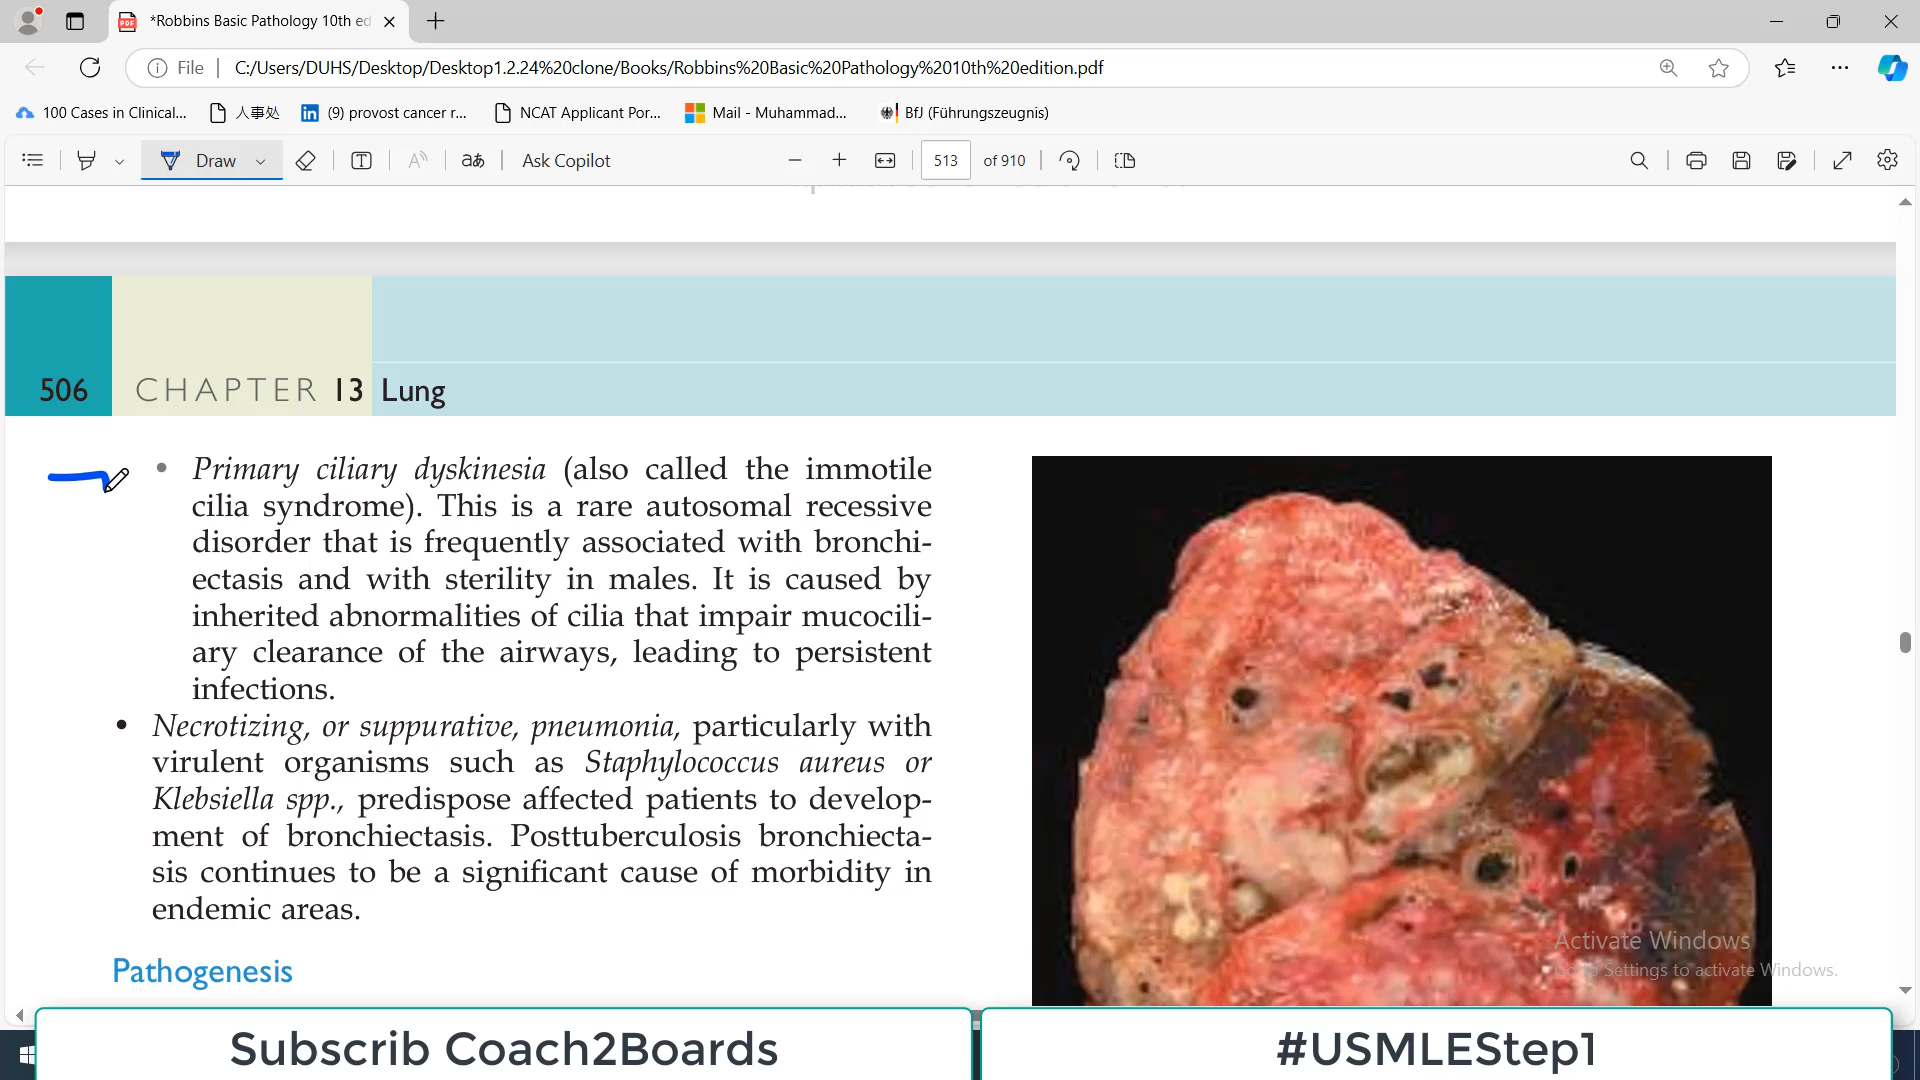 *Robbins Basic Pathology 10th ed
File
C:/Users/DUHS/Desktop/Desktop1.2.24%20clone/Books/Robbins%20Basic%20Pathology%2010th%20edition.pdf
100 Cases in Clinical...
人事处
(9) provost cancer r...
NCAT Applicant Por...
Mail - Muhammad...
BfJ (Führungszeugnis)
Draw
aあ
Ask Copilot
513 of 910
506 CHAPTER 13 Lung
• Primary ciliary dyskinesia (also called the immotile
cilia syndrome). This is a rare autosomal recessive
disorder that is frequently associated with bronchi-
ectasis and with sterility in males. It is caused by
inherited abnormalities of cilia that impair mucocili-
ary clearance of the airways, leading to persistent
infections.
• Necrotizing, or suppurative, pneumonia, particularly with
virulent organisms such as Staphylococcus aureus or
Klebsiella spp., predispose affected patients to develop-
ment of bronchiectasis. Posttuberculosis bronchiecta-
sis continues to be a significant cause of morbidity in
endemic areas.
Pathogenesis
Activate Windows
Settings to activate Windows.
Subscrib Coach2Boards
#USMLEStep1